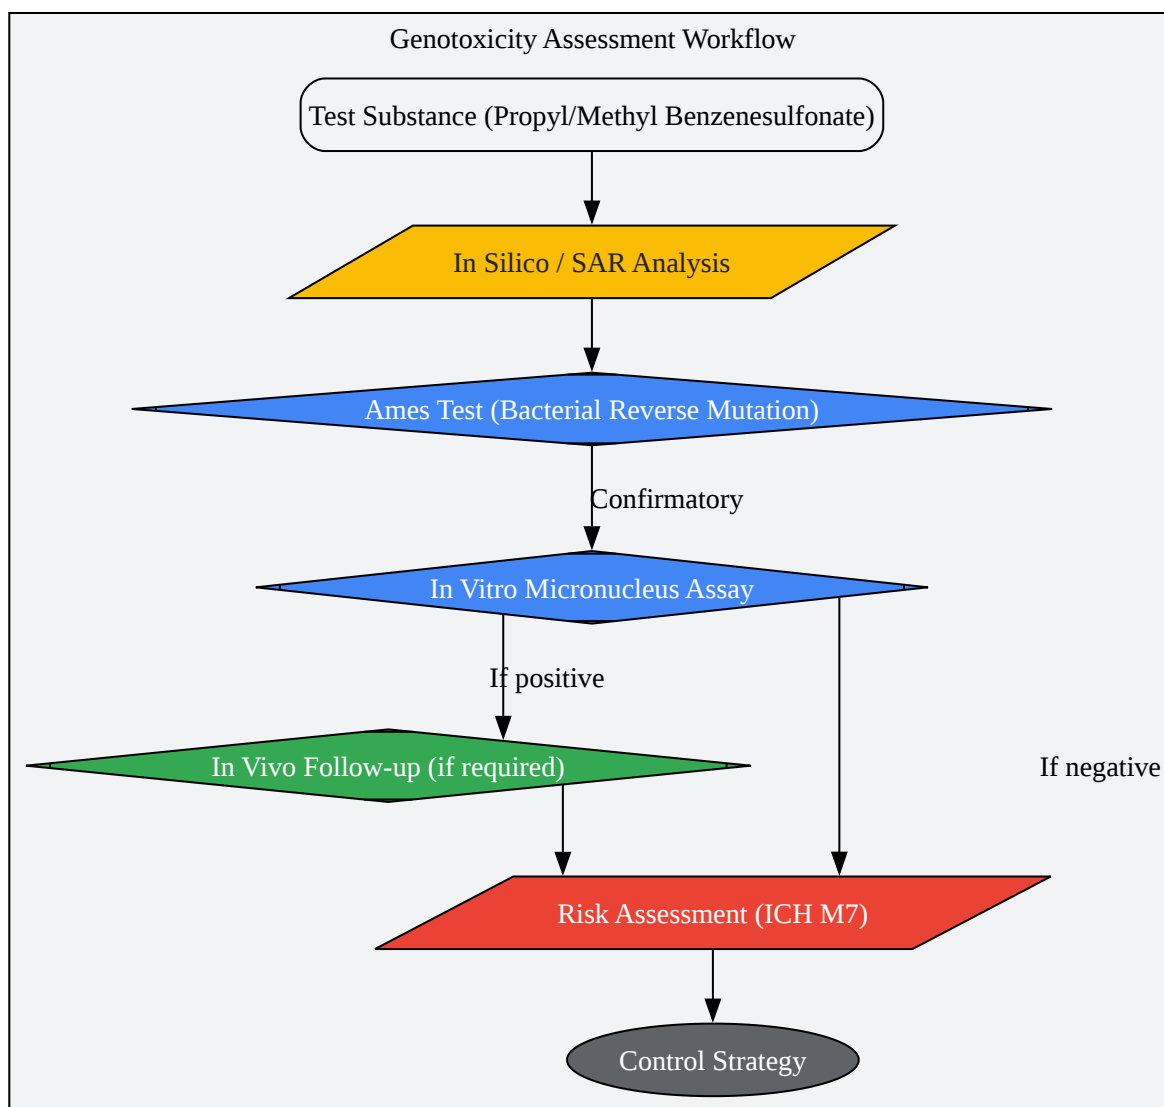 Genotoxicity Assessment Workflow
Test Substance (Propyl/Methyl Benzenesulfonate)
In Silico / SAR Analysis
Ames Test (Bacterial Reverse Mutation)
Confirmatory
In Vitro Micronucleus Assay
If positive
In Vivo Follow-up (if required)
If negative
Risk Assessment (ICH M7)
Control Strategy